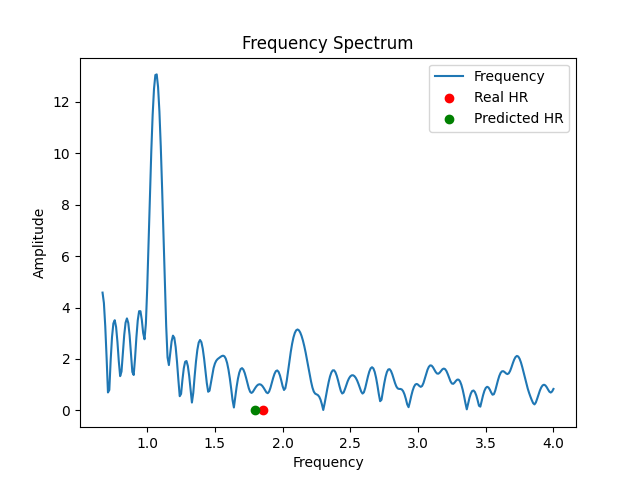 Frequency Spectrum
Frequency
Real HR
Predicted HR
Amplitude
12
10
8
6
4
2
0
1.0 1.5 2.0 2.5 3.0 3.5 4.0
Frequency